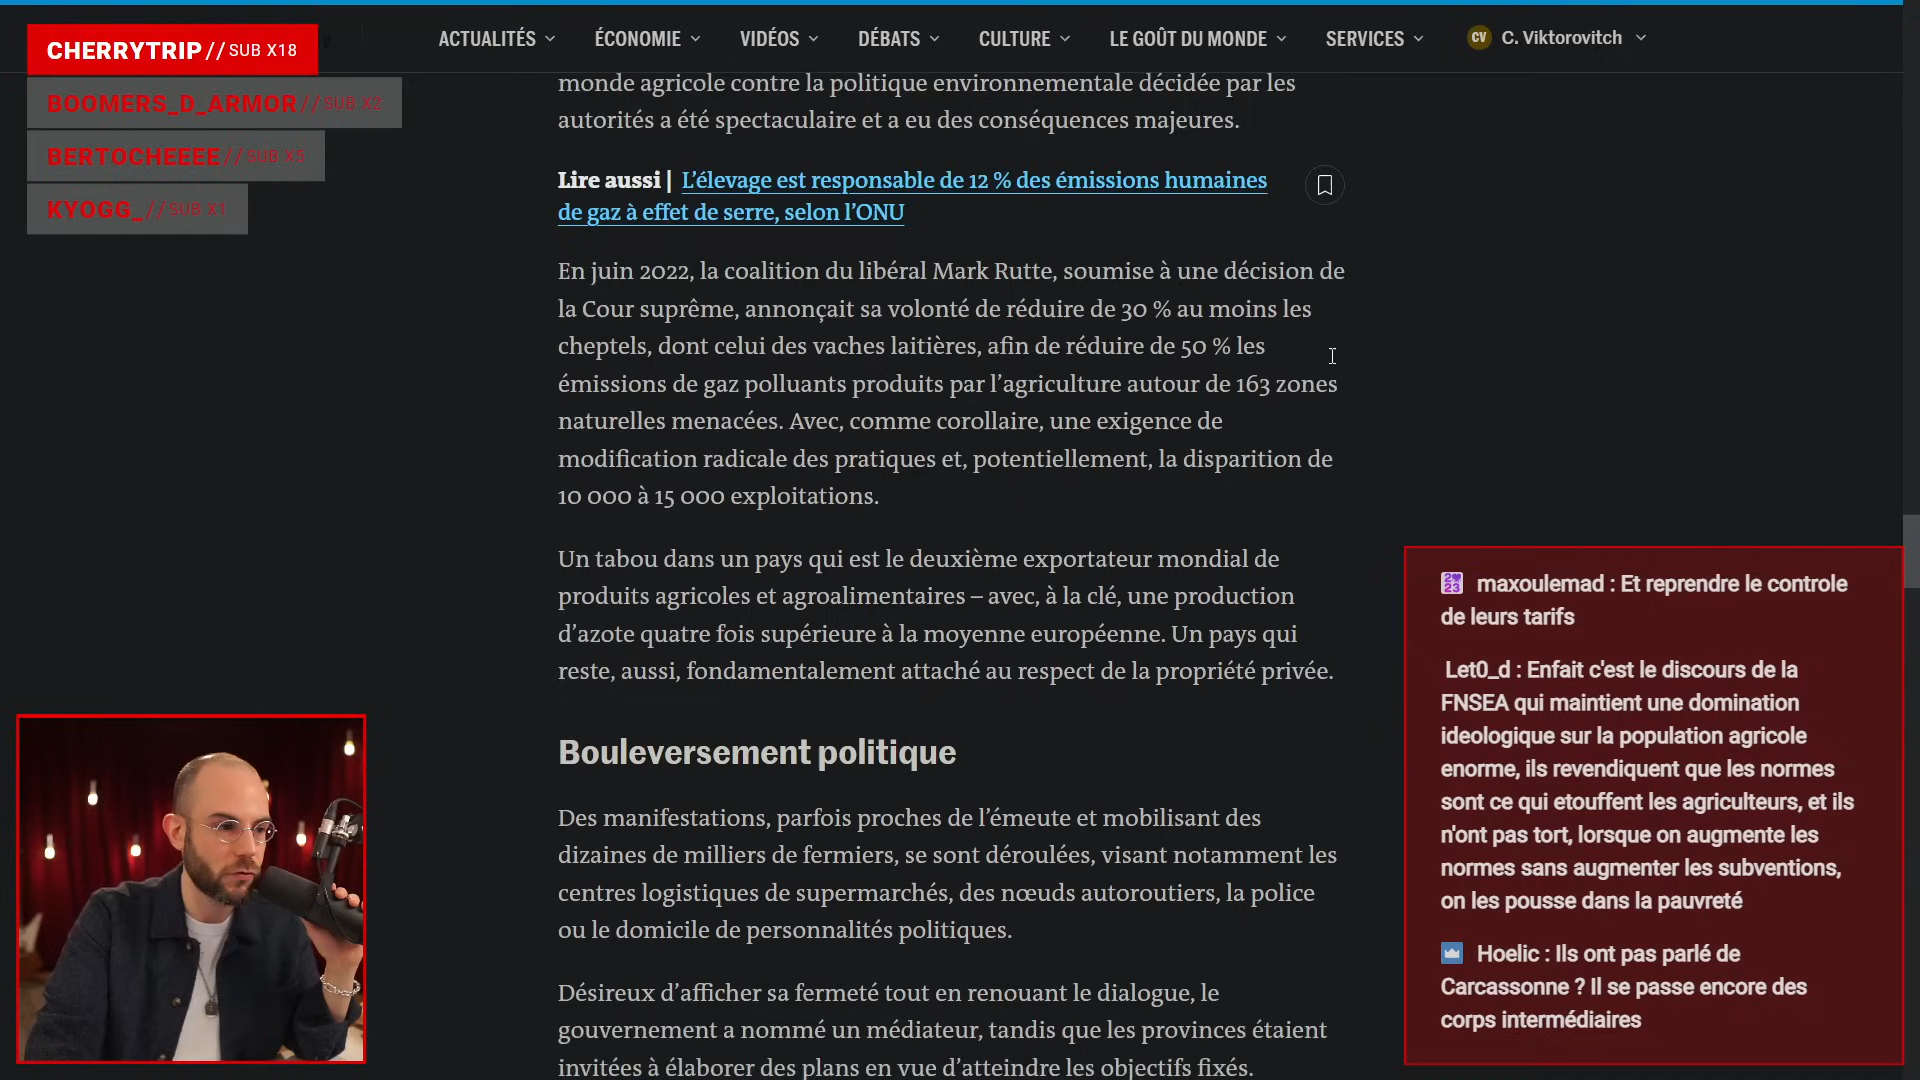 CHERRYTRIP // SUB X18
BOOMERS_D_ARMOR // SUB X2
BERTOCHEEEE // SUB X5
KYOGG_ // SUB X1
ACTUALITÉS
ÉCONOMIE
VIDÉOS
DÉBATS
CULTURE
LE GOÛT DU MONDE
SERVICES
CV C. Viktorovitch
monde agricole contre la politique environnementale décidée par les
autorités a été spectaculaire et a eu des conséquences majeures.
Lire aussi | L’élevage est responsable de 12 % des émissions humaines
de gaz à effet de serre, selon l’ONU
En juin 2022, la coalition du libéral Mark Rutte, soumise à une décision de
la Cour suprême, annonçait sa volonté de réduire de 30 % au moins les
cheptels, dont celui des vaches laitières, afin de réduire de 50 % les
émissions de gaz polluants produits par l’agriculture autour de 163 zones
naturelles menacées. Avec, comme corollaire, une exigence de
modification radicale des pratiques et, potentiellement, la disparition de
10 000 à 15 000 exploitations.
Un tabou dans un pays qui est le deuxième exportateur mondial de
produits agricoles et agroalimentaires – avec, à la clé, une production
d’azote quatre fois supérieure à la moyenne européenne. Un pays qui
reste, aussi, fondamentalement attaché au respect de la propriété privée.
Bouleversement politique
Des manifestations, parfois proches de l’émeute et mobilisant des
dizaines de milliers de fermiers, se sont déroulées, visant notamment les
centres logistiques de supermarchés, des nœuds autoroutiers, la police
ou le domicile de personnalités politiques.
Désireux d’afficher sa fermeté tout en renouant le dialogue, le
gouvernement a nommé un médiateur, tandis que les provinces étaient
invitées à élaborer des plans en vue d’atteindre les objectifs fixés.
2023 maxoulemad : Et reprendre le controle
de leurs tarifs
Let0_d : Enfait c'est le discours de la
FNSEA qui maintient une domination
ideologique sur la population agricole
enorme, ils revendiquent que les normes
sont ce qui etouffent les agriculteurs, et ils
n'ont pas tort, lorsque on augmente les
normes sans augmenter les subventions,
on les pousse dans la pauvreté
Hoelic : Ils ont pas parlé de
Carcassonne ? Il se passe encore des
corps intermédiaires